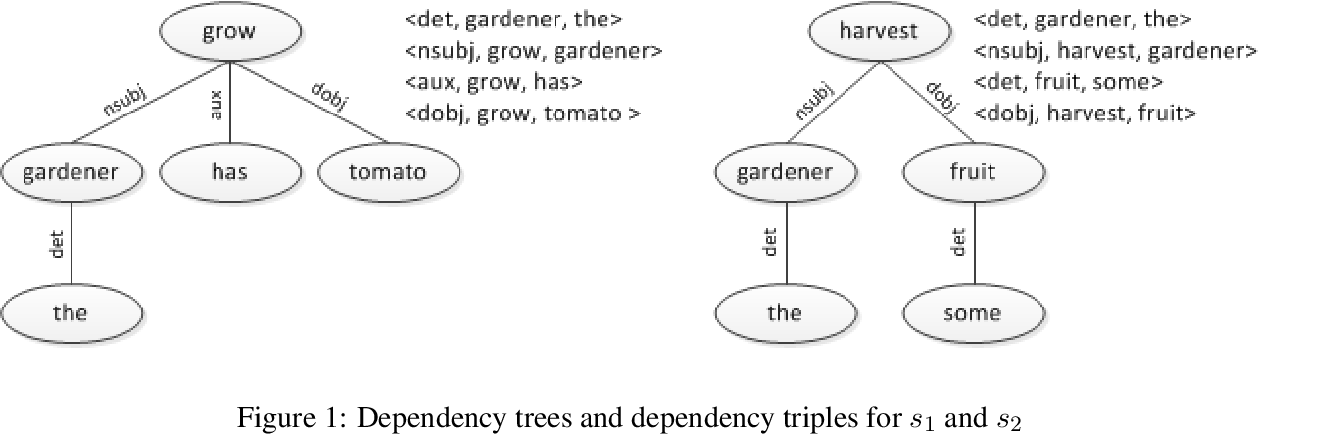 grow
nsubj
aux
dobj
gardener
has
tomato
det
the
<det, gardener, the>
<nsubj, grow, gardener>
<aux, grow, has>
<dobj, grow, tomato >
harvest
nsubj
dobj
gardener
fruit
det
det
the
some
<det, gardener, the>
<nsubj, harvest, gardener>
<det, fruit, some>
<dobj, harvest, fruit>
Figure 1: Dependency trees and dependency triples for s₁ and s₂